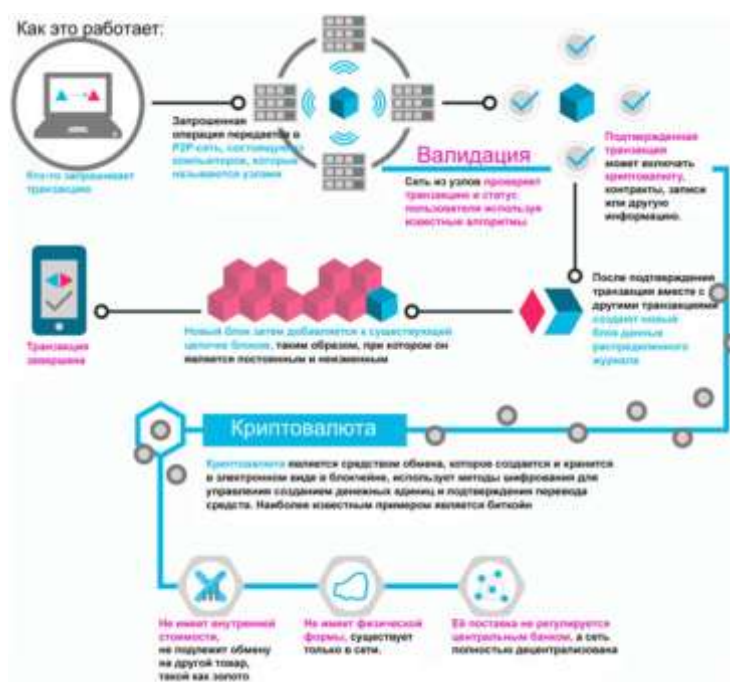 Как это работает:
Кто-то запрашивает
транзакцию
Запрошенная
операция передается в
P2P-сеть, состоящую из
компьютеров, которые
называются узлами
Валидация
Сеть из узлов проверяет
транзакцию и статус
пользователя используя
известные алгоритмы
Подтвержденная
транзакция
может включать
криптовалюту,
контракты, записи
или другую
информацию.
После подтверждения
транзакция вместе с
другими транзакциями
создают новый
блок данных
распределенного
журнала
Новый блок затем добавляется к существующей
цепочке блоков, таким образом, при котором он
является постоянным и неизменным
Транзакция
завершена
Криптовалюта
Криптовалюта является средством обмена, которое создается и хранится
в электронном виде в блокчейне, использует методы шифрования для
управления созданием денежных единиц и подтверждения перевода
средств. Наиболее известным примером является биткойн
Не имеет внутренней
стоимости,
не подлежит обмену
на другой товар,
такой как золото
Не имеет физической
формы, существует
только в сети.
Её поставка не регулируется
центральным банком, а сеть
полностью децентрализована